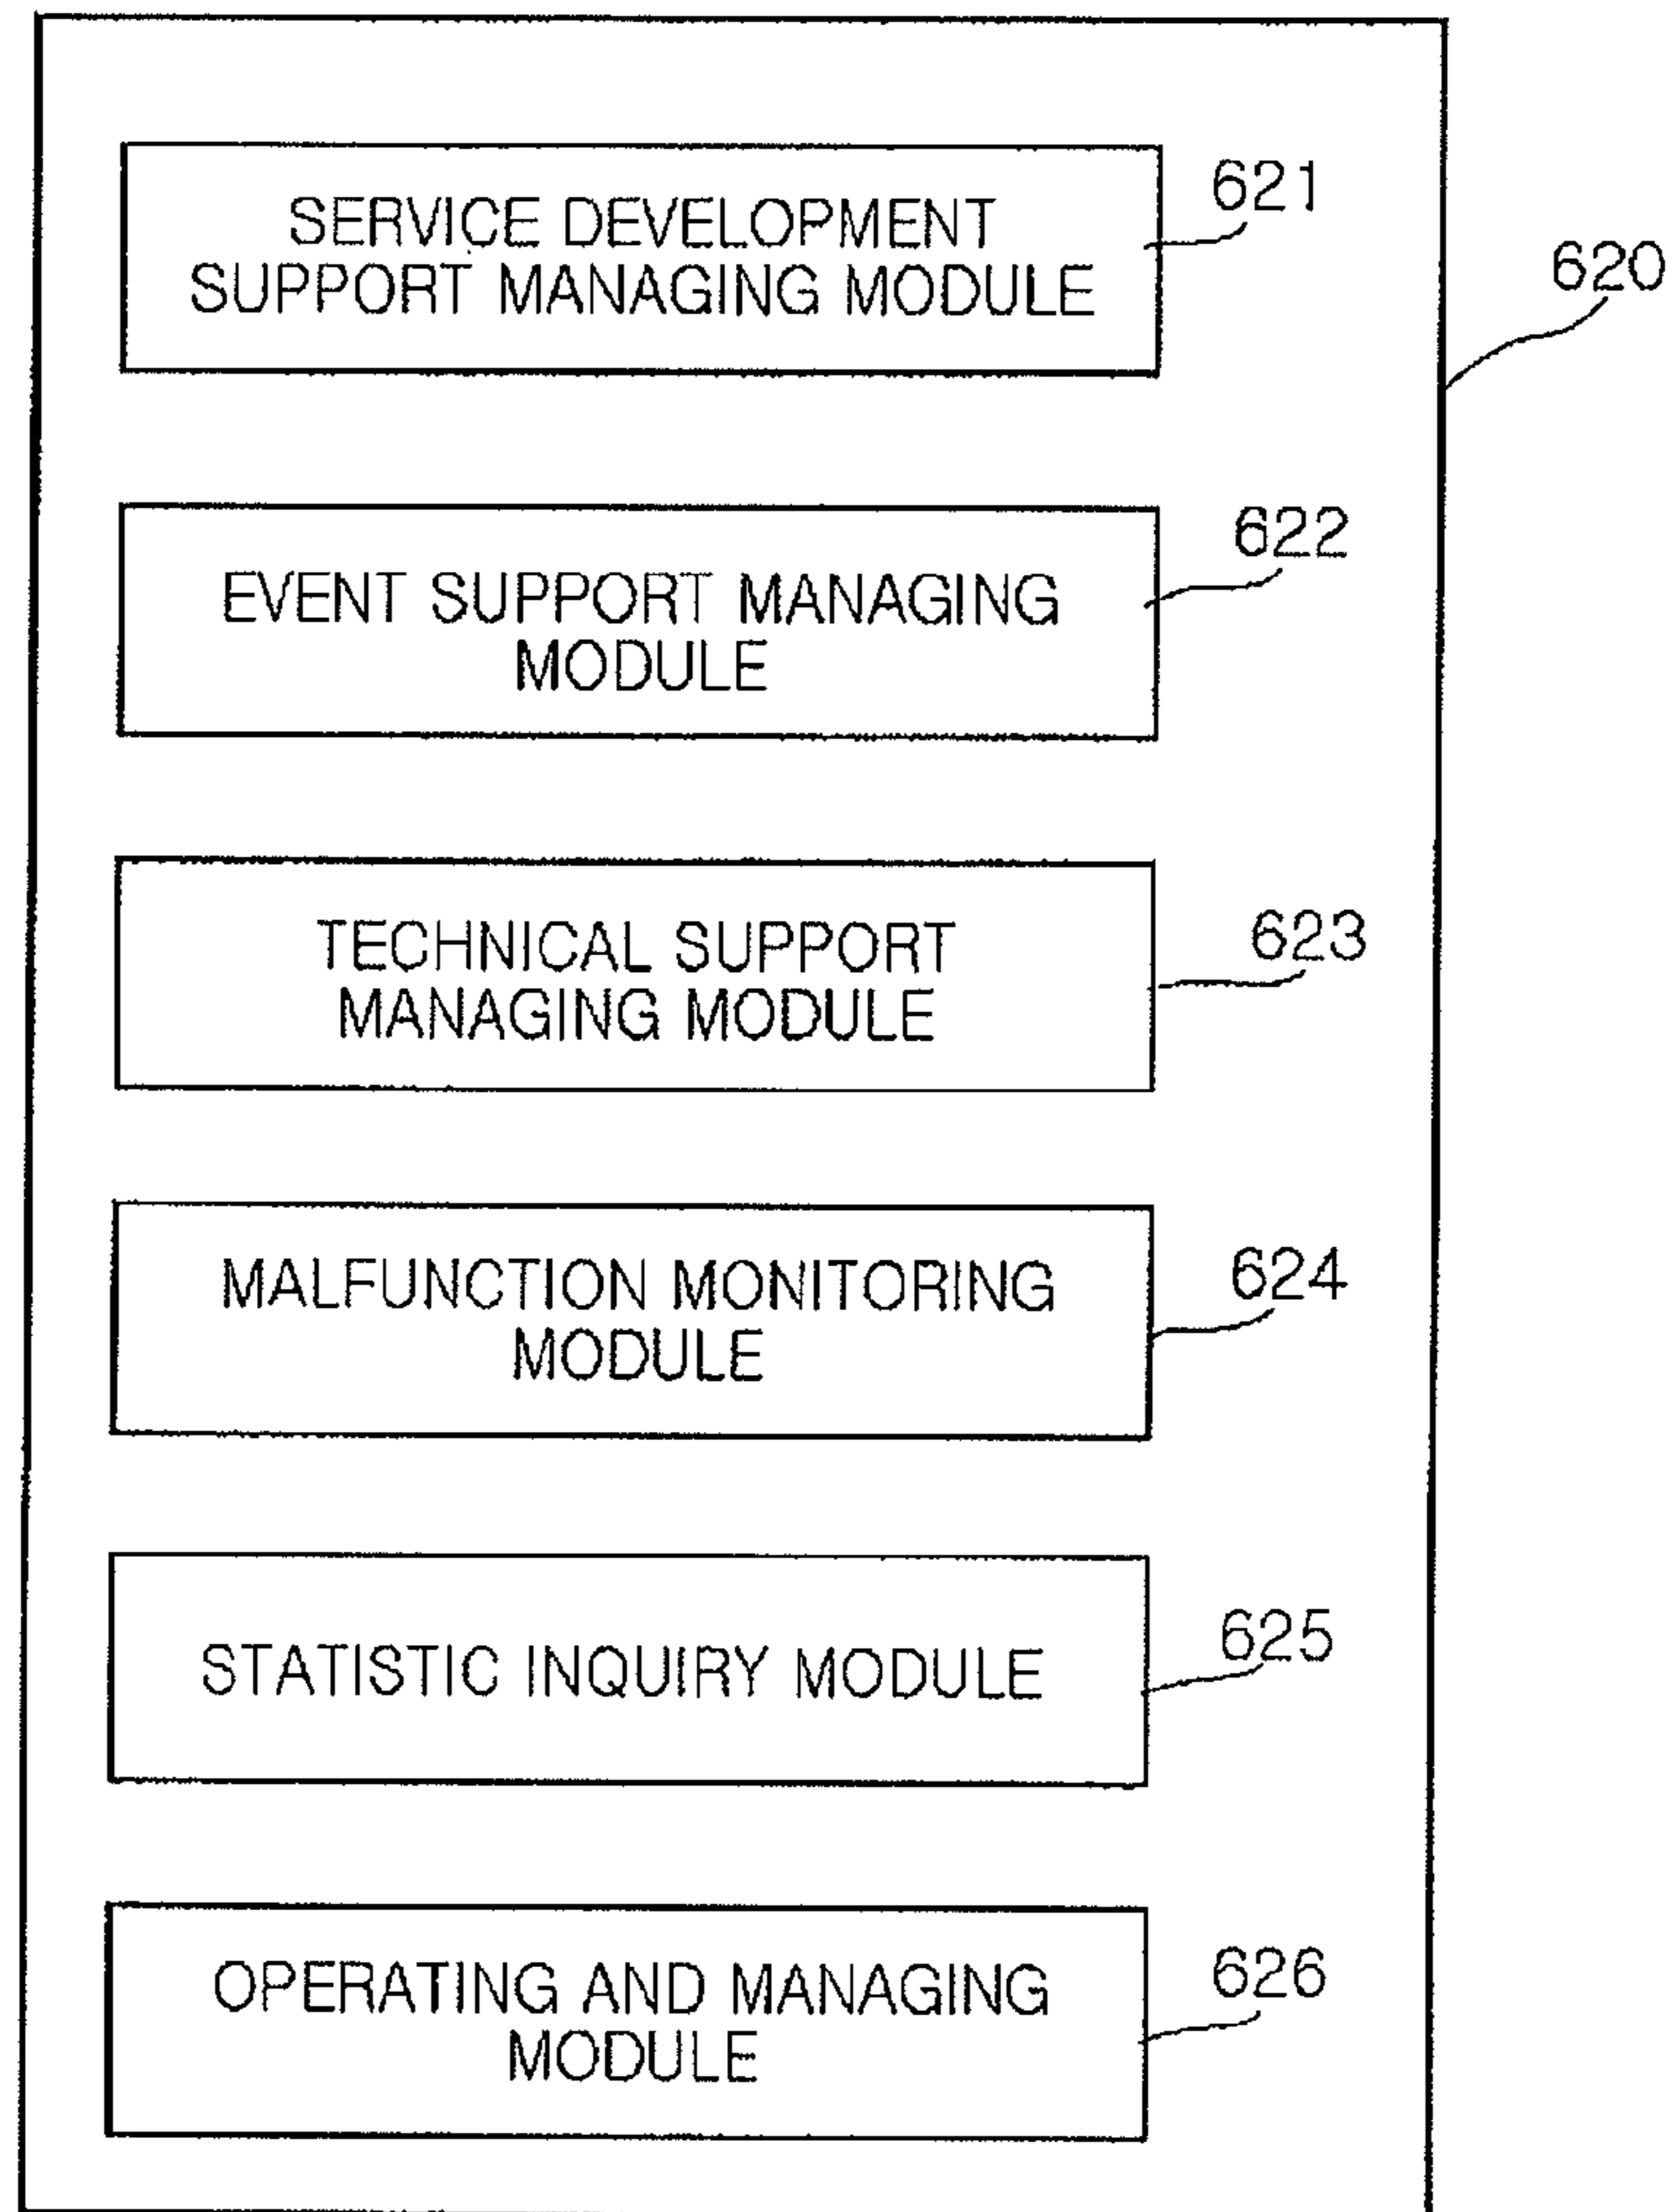 SERVICE DEVELOPMENT
SUPPORT MANAGING MODULE
621
620
EVENT SUPPORT MANAGING
MODULE
622
TECHNICAL SUPPORT
MANAGING MODULE
623
MALFUNCTION MONITORING
MODULE
624
STATISTIC INQUIRY MODULE
625
OPERATING AND MANAGING
MODULE
626